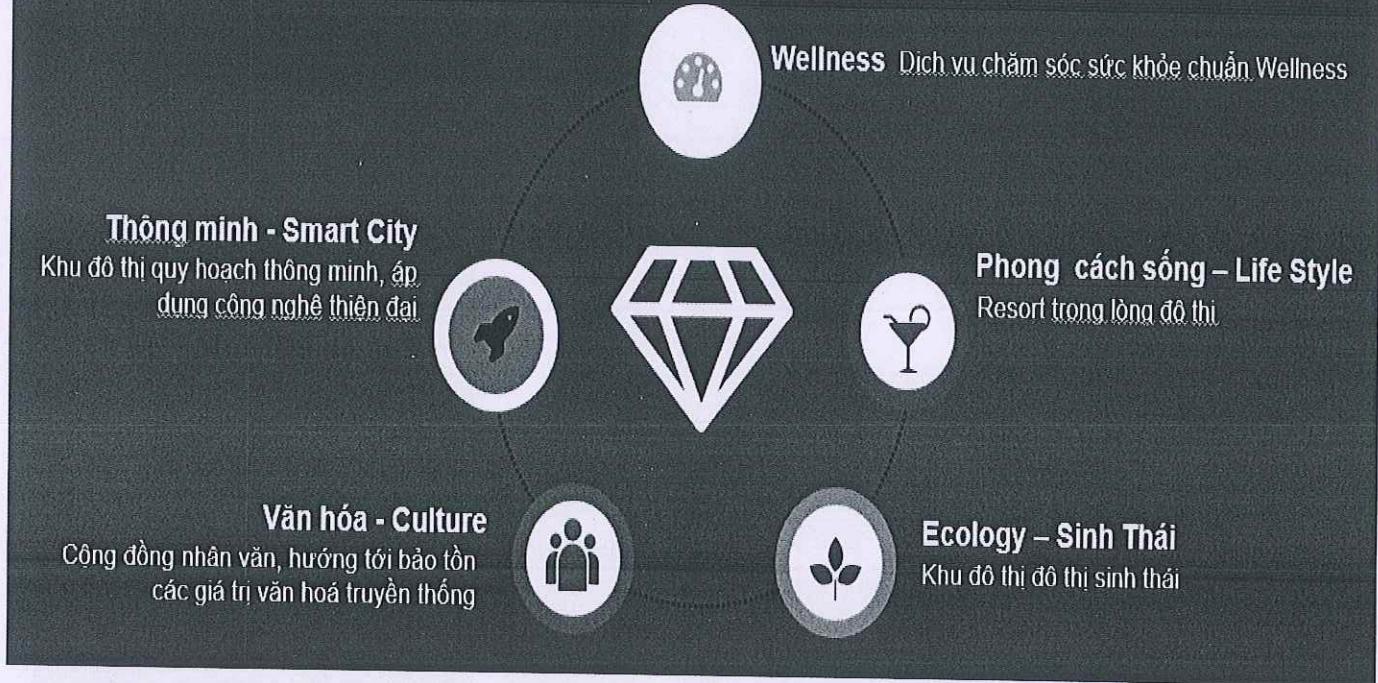 Wellness Dịch vụ chăm sóc sức khỏe chuẩn Wellness
Thông minh - Smart City
Khu đô thị quy hoạch thông minh, áp
dụng công nghệ thiên đại
Phong cách sống – Life Style
Resort trong lòng đô thị
Văn hóa - Culture
Cộng đồng nhân văn, hướng tới bảo tồn
các giá trị văn hoá truyền thống
Ecology – Sinh Thái
Khu đô thị đô thị sinh thái